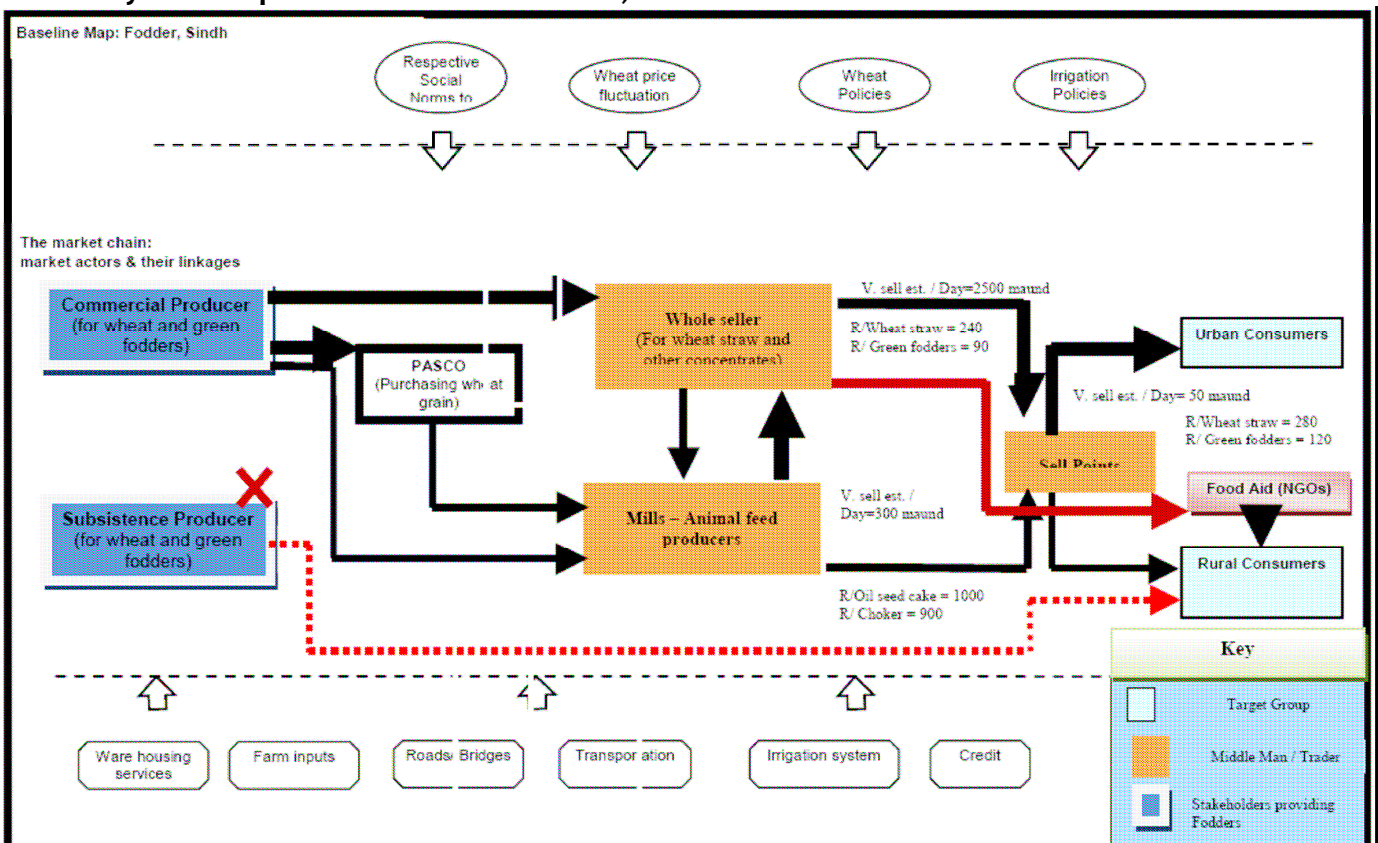 Baseline Map: Fodder, Sindh
Respective
Social
Norms to
Wheat price
fluctuation
Wheat
Policies
Irrigation
Policies
The market chain:
market actors & their linkages
Commercial Producer
(for wheat and green
fodders)
PASCO
(Purchasing wh at
grain)
Whole seller
(For wheat straw and
other concentrates)
V. sell est. / Day=2500 maund
R/Wheat straw = 240
R/ Green fodders = 90
Urban Consumers
V. sell est. / Day= 50 maund
R/Wheat straw = 280
R/ Green fodders = 120
Sell Points
Food Aid (NGOs)
Subsistence Producer
(for wheat and green
fodders)
Mills – Animal feed
producers
V. sell est. /
Day=300 maund
R/Oil seed cake = 1000
R/ Choker = 900
Rural Consumers
Key
Target Group
Middle Man / Trader
Stakeholders providing
Fodders
Ware housing
services
Farm inputs
Roads/ Bridges
Transpor ation
Irrigation system
Credit